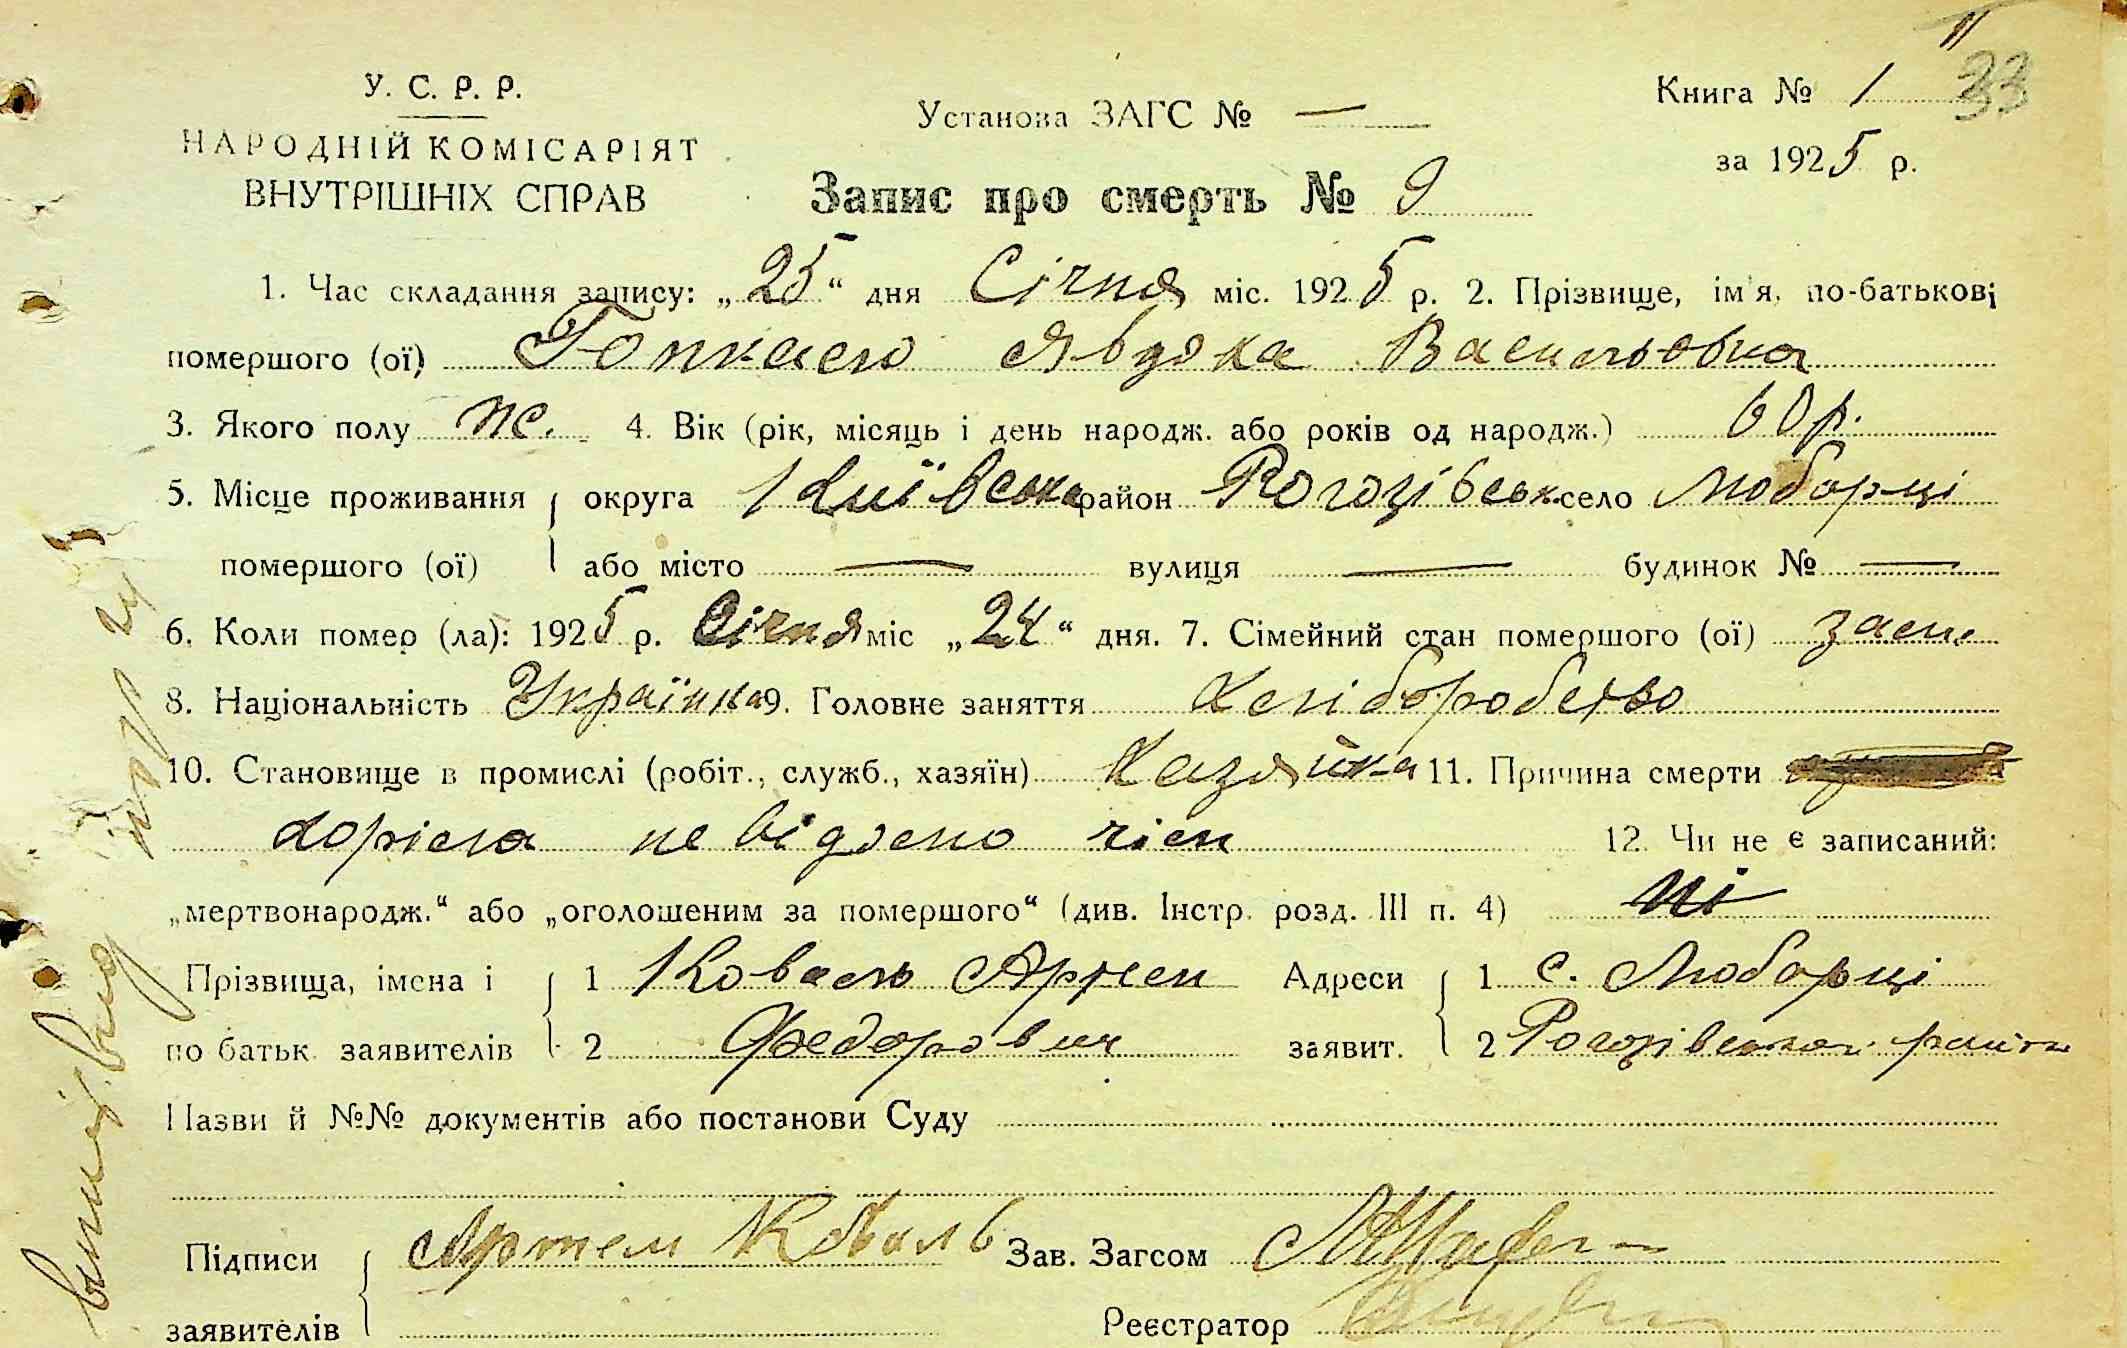 У. С. Р. Р.
НАРОДНІЙ КОМІСАРІЯТ
ВНУТРІШНІХ СПРАВ
Установа ЗАГС № —
Книга № 1 33
за 1925 р.
Запис про смерть № 9
1. Час складання запису: „25“ дня Січня міс. 1925 р. 2. Прізвище, ім'я, по-батькові
помершого (ої) Явдоха Васильовна
3. Якого полу ж. 4. Вік (рік, місяць і день народж. або років од народж.) 60 р.
5. Місце проживання округа Київська район Рогозівськ село Любарці
помершого (ої) або місто — вулиця — будинок № —
6. Коли помер (ла): 1925 р. Січня міс „24“ дня. 7. Сімейний стан помершого (ої)
8. Національність Українка 9. Головне заняття Хліборобство
10. Становище в промислі (робіт., служб., хазяїн) Хазяйка 11. Причина смерти
хоріла невідомо чім 12. Чи не є записаний:
„мертвонародж.“ або „оголошеним за помершого“ (див. Інстр. розд. III п. 4) ні
Прізвища, імена і 1 Коваль Артем Адреси 1 с. Любарці
по батьк. заявителів 2 Федорович заявит. 2 Рогозівського району
Назви й №№ документів або постанови Суду
Підписи Артем Коваль Зав. Загсом
заявителів Реєстратор